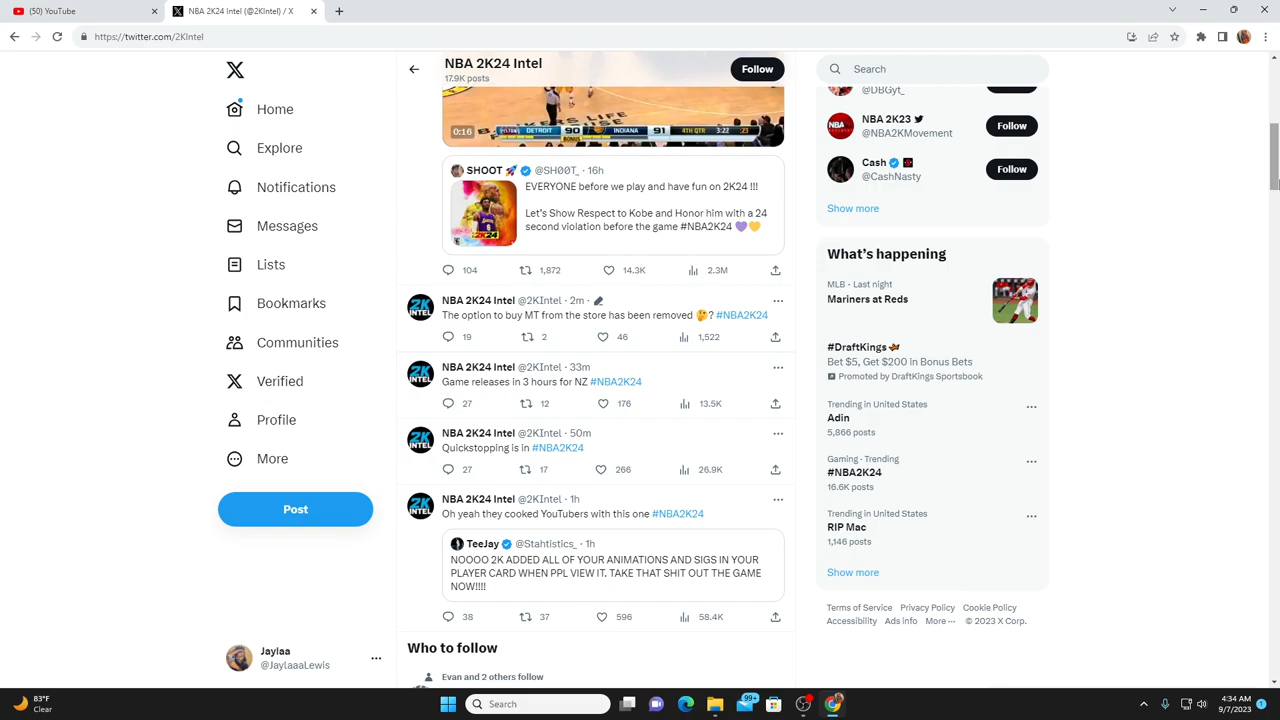 (50) YouTube
NBA 2K24 Intel (@2KIntel) / X
https://twitter.com/2KIntel
Home
Explore
Notifications
Messages
Lists
Bookmarks
Communities
Verified
Profile
More
Post
Jaylaa
@JaylaaaLewis
NBA 2K24 Intel
17.9K posts
Follow
0:16
DETROIT 90 INDIANA 91 4TH QTR 3:22 :23
BONUS
SHOOT 🚀 @SHØØT_ · 16h
EVERYONE before we play and have fun on 2K24 !!!
Let's Show Respect to Kobe and Honor him with a 24
second violation before the game #NBA2K24 💜💛
104 1,872 14.3K 2.3M
NBA 2K24 Intel @2KIntel · 2m ·
The option to buy MT from the store has been removed 🤔? #NBA2K24
19 2 46 1,522
NBA 2K24 Intel @2KIntel · 33m
Game releases in 3 hours for NZ #NBA2K24
27 12 176 13.5K
NBA 2K24 Intel @2KIntel · 50m
Quickstopping is in #NBA2K24
27 17 266 26.9K
NBA 2K24 Intel @2KIntel · 1h
Oh yeah they cooked YouTubers with this one #NBA2K24
TeeJay @Stahtistics_ · 1h
NOOOO 2K ADDED ALL OF YOUR ANIMATIONS AND SIGS IN YOUR
PLAYER CARD WHEN PPL VIEW IT. TAKE THAT SHIT OUT THE GAME
NOW!!!!
38 37 596 58.4K
Who to follow
Evan and 2 others follow
Search
@DBGyt_
NBA 2K23
@NBA2KMovement
Follow
Cash
@CashNasty
Follow
Show more
What's happening
MLB · Last night
Mariners at Reds
#DraftKings
Bet $5, Get $200 in Bonus Bets
Promoted by DraftKings Sportsbook
Trending in United States
Adin
5,866 posts
Gaming · Trending
#NBA2K24
16.6K posts
Trending in United States
RIP Mac
1,146 posts
Show more
Terms of Service Privacy Policy Cookie Policy
Accessibility Ads info More ··· © 2023 X Corp.
83°F
Clear
Search
99+
4:34 AM
9/7/2023
1